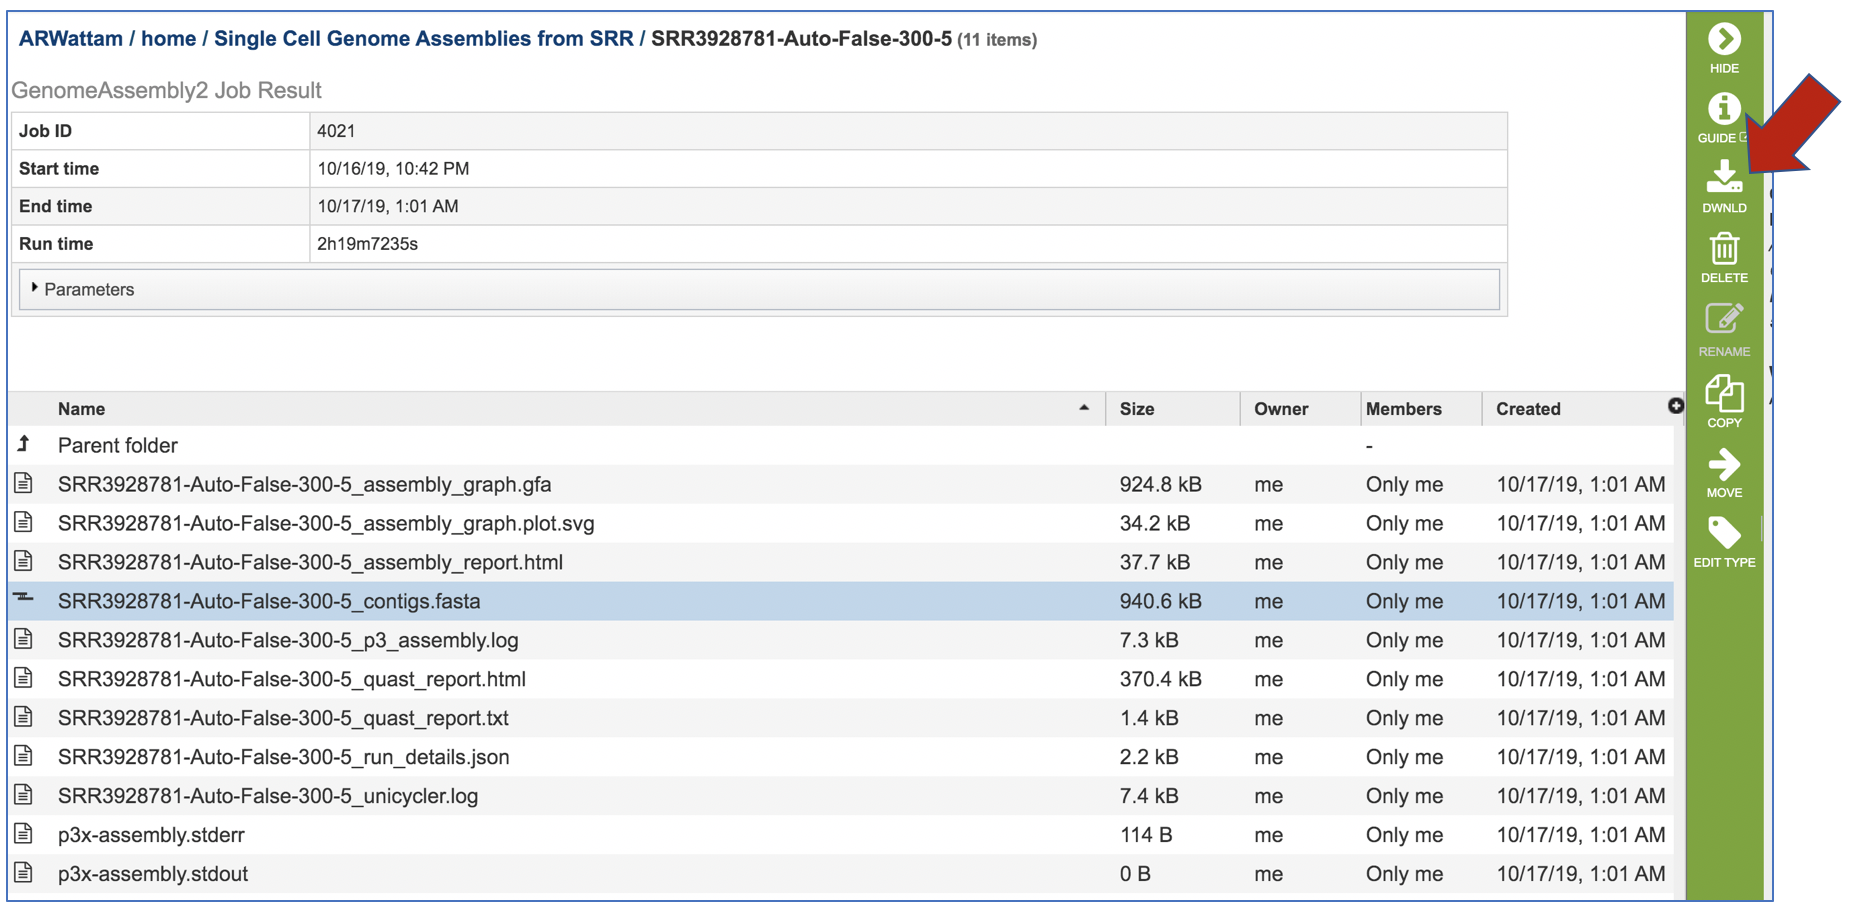 ARWattam / home / Single Cell Genome Assemblies from SRR / SRR3928781-Auto-False-300-5 (11 items)
GenomeAssembly2 Job Result
Job ID 4021
Start time 10/16/19, 10:42 PM
End time 10/17/19, 1:01 AM
Run time 2h19m7235s
Parameters
Name Size Owner Members Created
Parent folder -
SRR3928781-Auto-False-300-5_assembly_graph.gfa 924.8 kB me Only me 10/17/19, 1:01 AM
SRR3928781-Auto-False-300-5_assembly_graph.plot.svg 34.2 kB me Only me 10/17/19, 1:01 AM
SRR3928781-Auto-False-300-5_assembly_report.html 37.7 kB me Only me 10/17/19, 1:01 AM
SRR3928781-Auto-False-300-5_contigs.fasta 940.6 kB me Only me 10/17/19, 1:01 AM
SRR3928781-Auto-False-300-5_p3_assembly.log 7.3 kB me Only me 10/17/19, 1:01 AM
SRR3928781-Auto-False-300-5_quast_report.html 370.4 kB me Only me 10/17/19, 1:01 AM
SRR3928781-Auto-False-300-5_quast_report.txt 1.4 kB me Only me 10/17/19, 1:01 AM
SRR3928781-Auto-False-300-5_run_details.json 2.2 kB me Only me 10/17/19, 1:01 AM
SRR3928781-Auto-False-300-5_unicycler.log 7.4 kB me Only me 10/17/19, 1:01 AM
p3x-assembly.stderr 114 B me Only me 10/17/19, 1:01 AM
p3x-assembly.stdout 0 B me Only me 10/17/19, 1:01 AM
HIDE
GUIDE
DWNLD
DELETE
RENAME
COPY
MOVE
EDIT TYPE